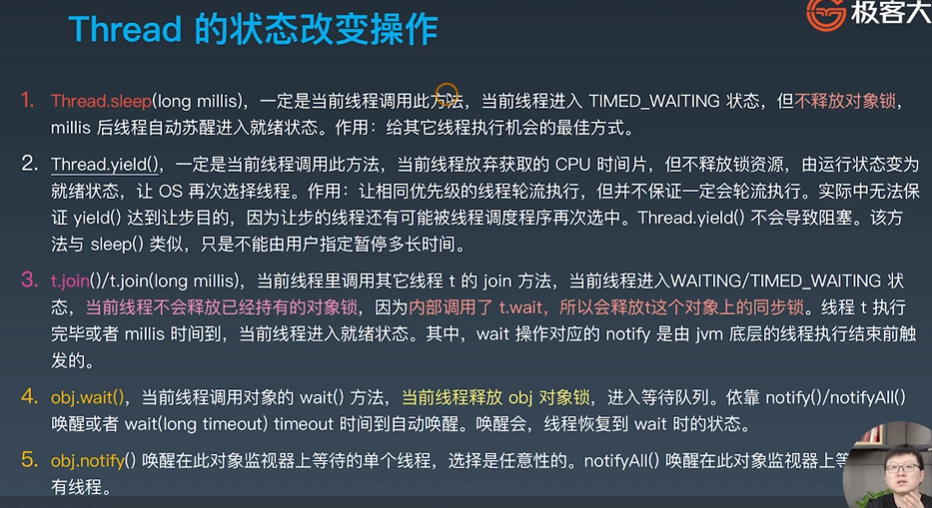 Thread 的状态改变操作
极客大
1. Thread.sleep(long millis)，一定是当前线程调用此方法，当前线程进入 TIMED_WAITING 状态，但不释放对象锁，
millis 后线程自动苏醒进入就绪状态。作用：给其它线程执行机会的最佳方式。
2. Thread.yield()，一定是当前线程调用此方法，当前线程放弃获取的 CPU 时间片，但不释放锁资源，由运行状态变为
就绪状态，让 OS 再次选择线程。作用：让相同优先级的线程轮流执行，但并不保证一定会轮流执行。实际中无法保
证 yield() 达到让步目的，因为让步的线程还有可能被线程调度程序再次选中。Thread.yield() 不会导致阻塞。该方
法与 sleep() 类似，只是不能由用户指定暂停多长时间。
3. t.join()/t.join(long millis)，当前线程里调用其它线程 t 的 join 方法，当前线程进入WAITING/TIMED_WAITING 状
态，当前线程不会释放已经持有的对象锁，因为内部调用了 t.wait，所以会释放t这个对象上的同步锁。线程 t 执行
完毕或者 millis 时间到，当前线程进入就绪状态。其中，wait 操作对应的 notify 是由 jvm 底层的线程执行结束前触
发的。
4. obj.wait()，当前线程调用对象的 wait() 方法，当前线程释放 obj 对象锁，进入等待队列。依靠 notify()/notifyAll()
唤醒或者 wait(long timeout) timeout 时间到自动唤醒。唤醒会，线程恢复到 wait 时的状态。
5. obj.notify() 唤醒在此对象监视器上等待的单个线程，选择是任意性的。notifyAll() 唤醒在此对象监视器上等
有线程。